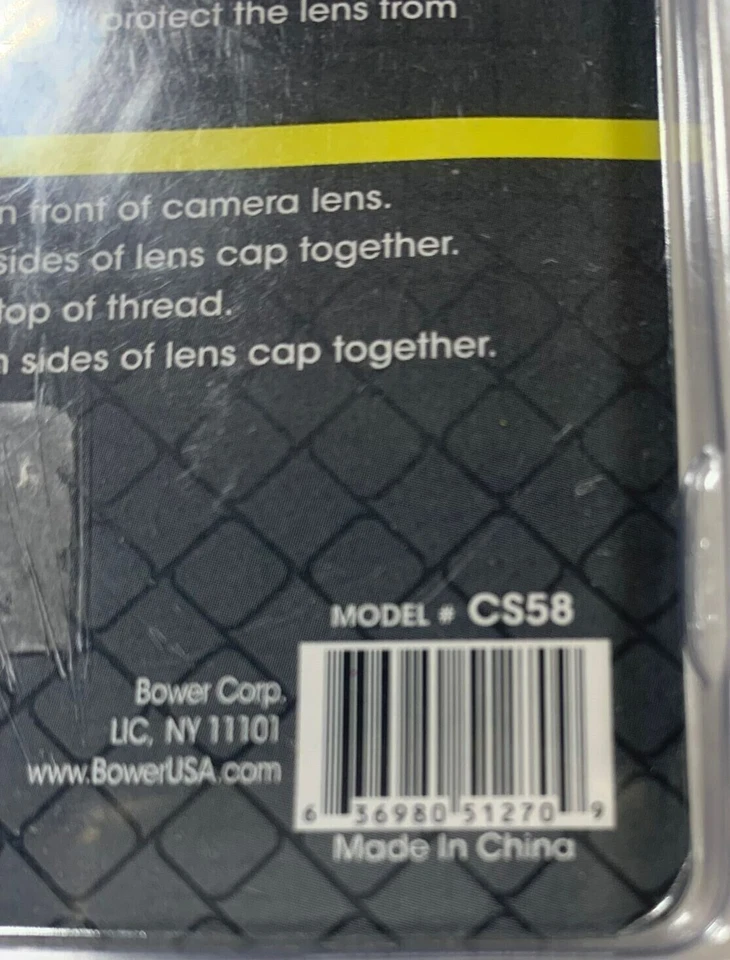 protect the lens from
front of camera lens.
sides of lens cap together.
top of thread.
sides of lens cap together.
MODEL # CS58
Bower Corp.
LIC, NY 11101
www.BowerUSA.com
6 36980 51270 9
Made In China